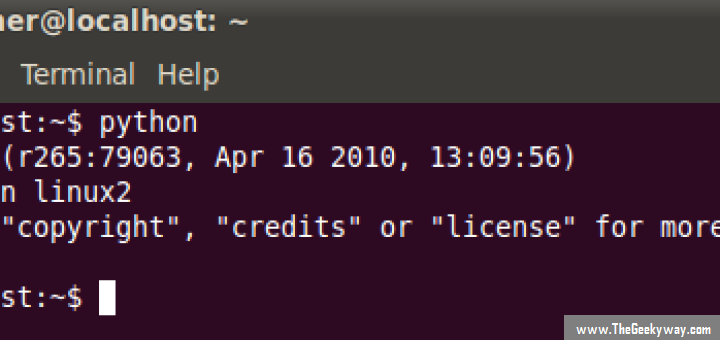 ner@localhost: ~
Terminal Help
st:~$ python
(r265:79063, Apr 16 2010, 13:09:56)
n linux2
"copyright", "credits" or "license" for more
st:~$
www.TheGeekyway.com